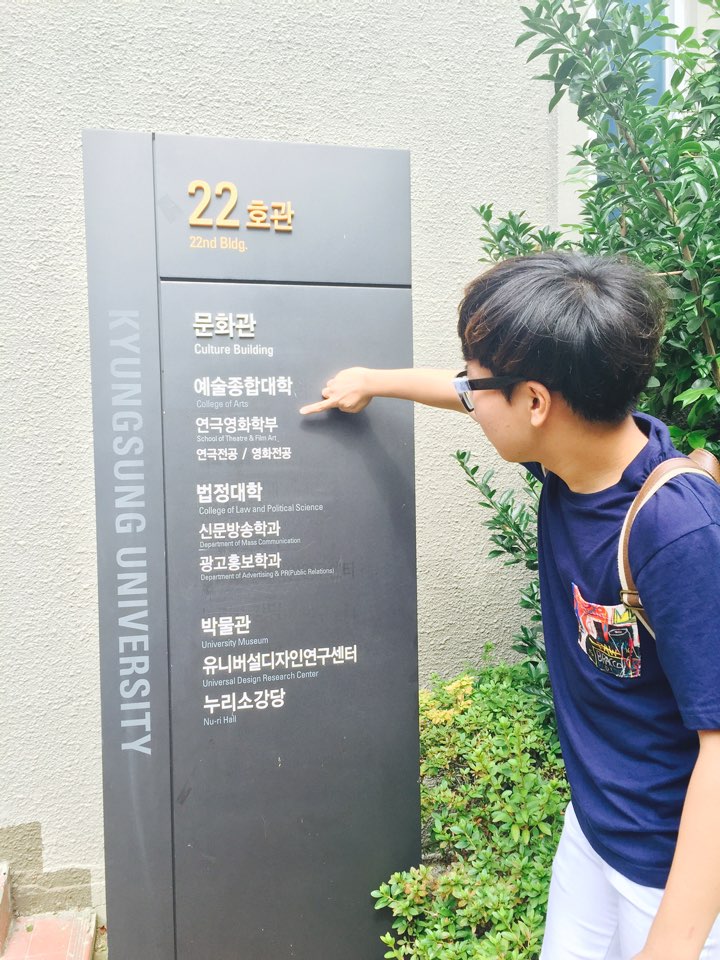 22 호관
22nd Bldg.
문화관
Culture Building
예술종합대학
College of Arts
연극영화학부
School of Theatre & Film Art
연극전공 / 영화전공
법정대학
College of Law and Political Science
신문방송학과
Department of Mass Communication
광고홍보학과
Department of Advertising & PR(Public Relations)
박물관
University Museum
유니버설디자인연구센터
Universal Design Research Center
누리소강당
Nu-ri Hall
KYUNGSUNG UNIVERSITY